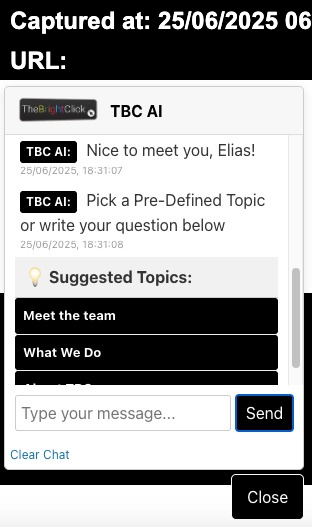 Captured at: 25/06/2025 06
URL:
TheBrightClick
TBC AI
TBC AI: Nice to meet you, Elias!
25/06/2025, 18:31:07
TBC AI: Pick a Pre-Defined Topic
or write your question below
25/06/2025, 18:31:08
💡 Suggested Topics:
Meet the team
What We Do
About TBC
Type your message...
Send
Clear Chat
Close